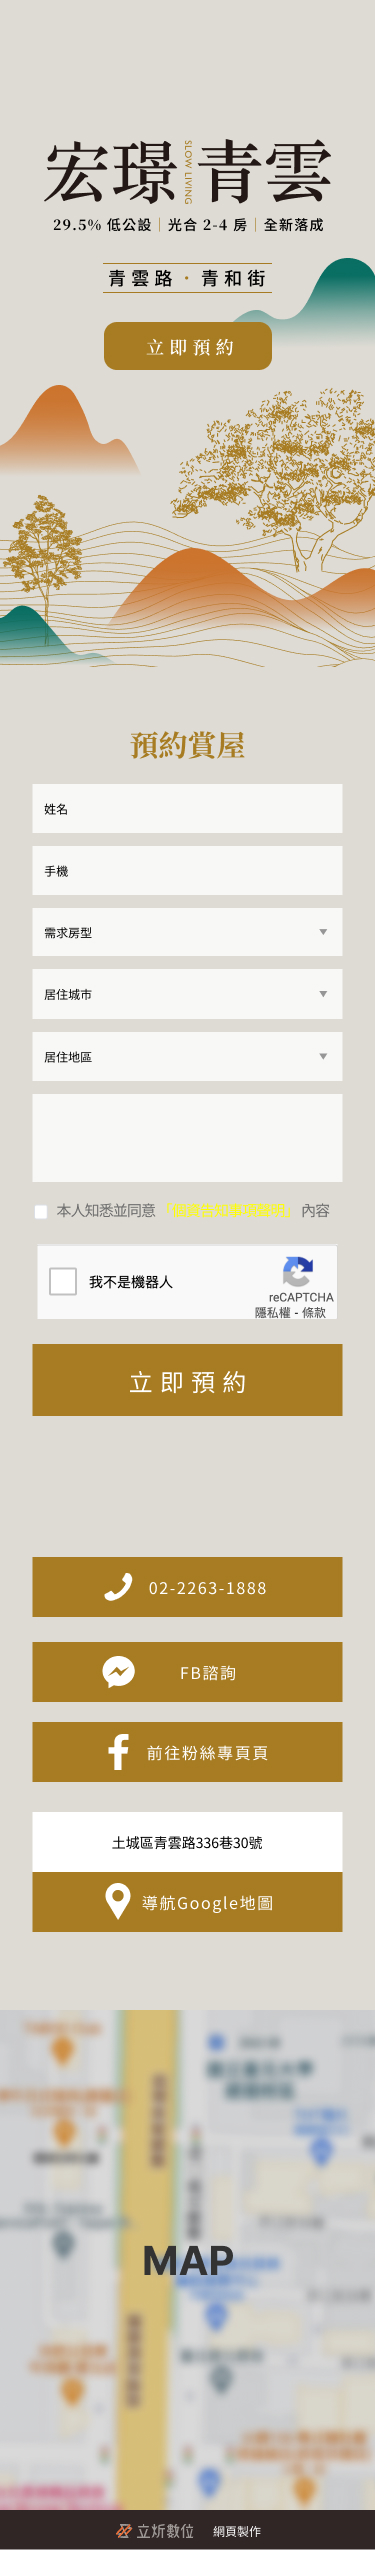 宏璟青雲
SLOW LIVING
29.5% 低公設｜光合 2-4 房｜全新落成
青雲路・青和街
立即預約
預約賞屋
姓名
手機
需求房型
居住城市
居住地區
本人知悉並同意 內容
我不是機器人
reCAPTCHA
隱私權 - 條款
立即預約
02-2263-1888
FB諮詢
前往粉絲專頁頁
土城區青雲路336巷30號
導航Google地圖
MAP
立炘數位 網頁製作